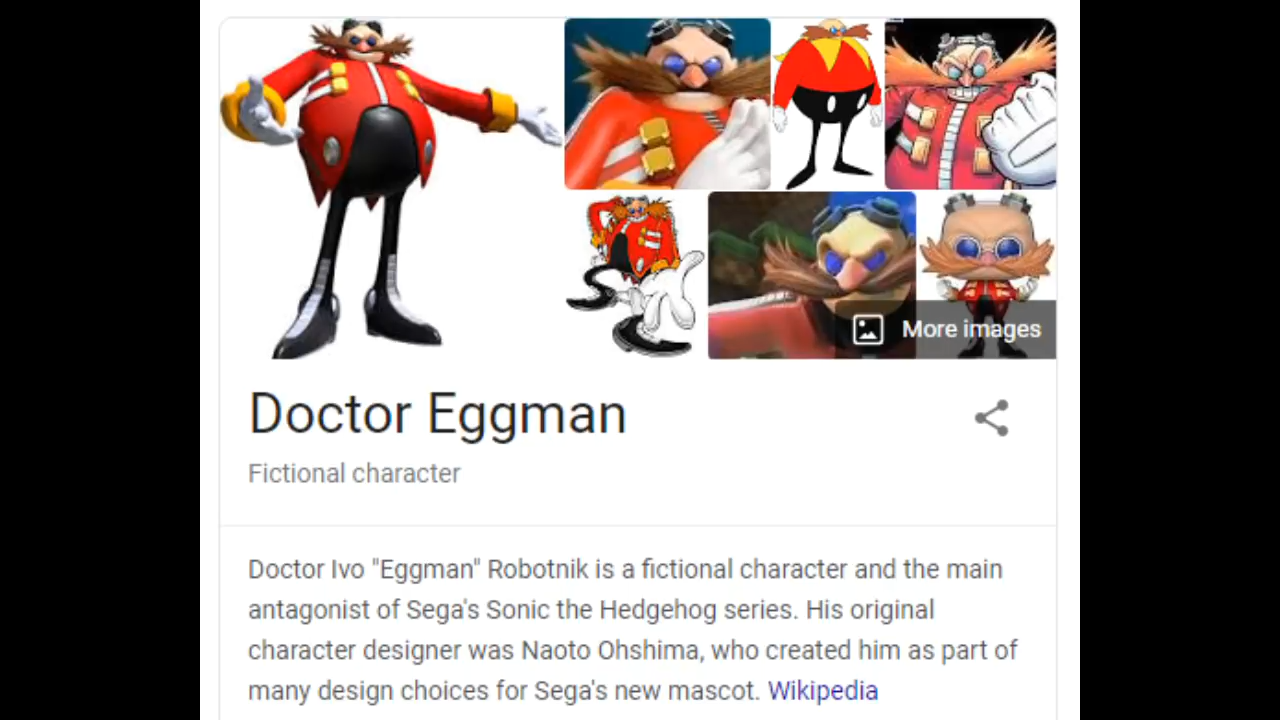 More images
Doctor Eggman
Fictional character
Doctor Ivo "Eggman" Robotnik is a fictional character and the main
antagonist of Sega's Sonic the Hedgehog series. His original
character designer was Naoto Ohshima, who created him as part of
many design choices for Sega's new mascot. Wikipedia